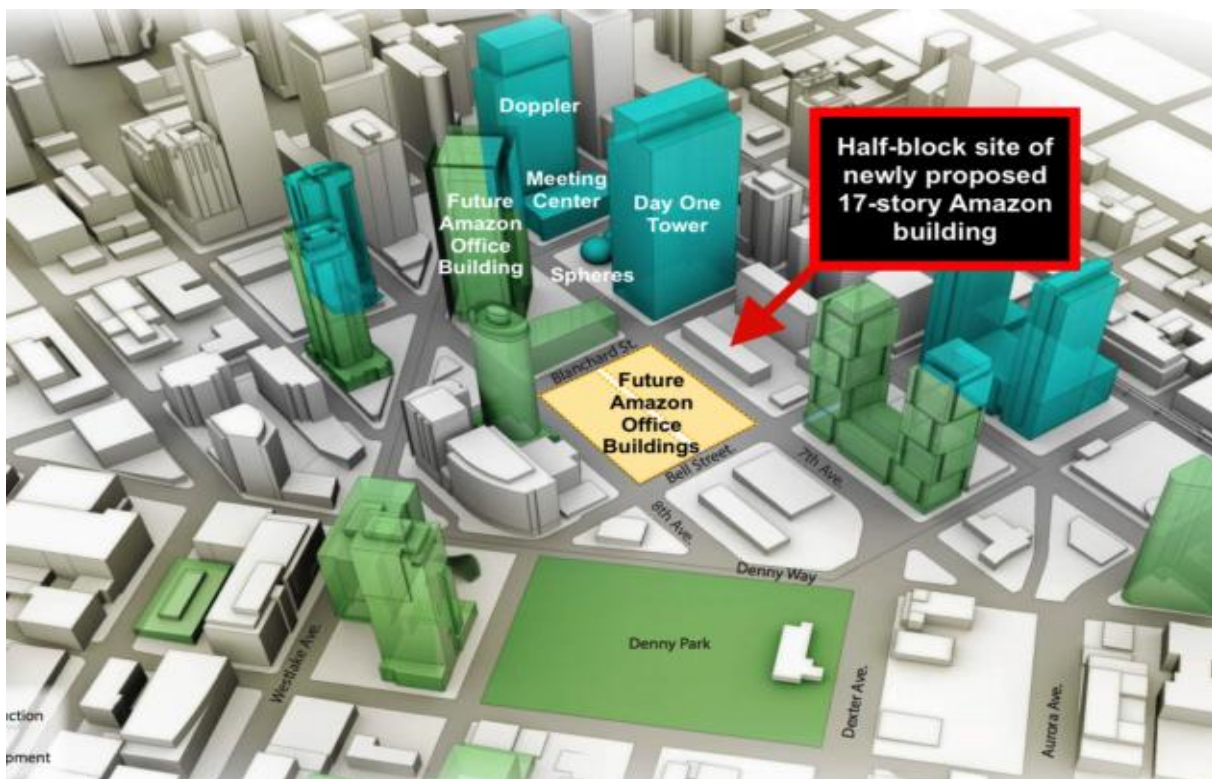 Doppler
Meeting
Center
Future
Amazon
Office
Building
Day One
Tower
Spheres
Half-block site of
newly proposed
17-story Amazon
building
Blanchard St.
Future
Amazon
Office
Buildings
Bell Street
7th Ave.
8th Ave.
Denny Way
Denny Park
Westlake Ave.
Dexter Ave.
Aurora Ave.
ction
pment